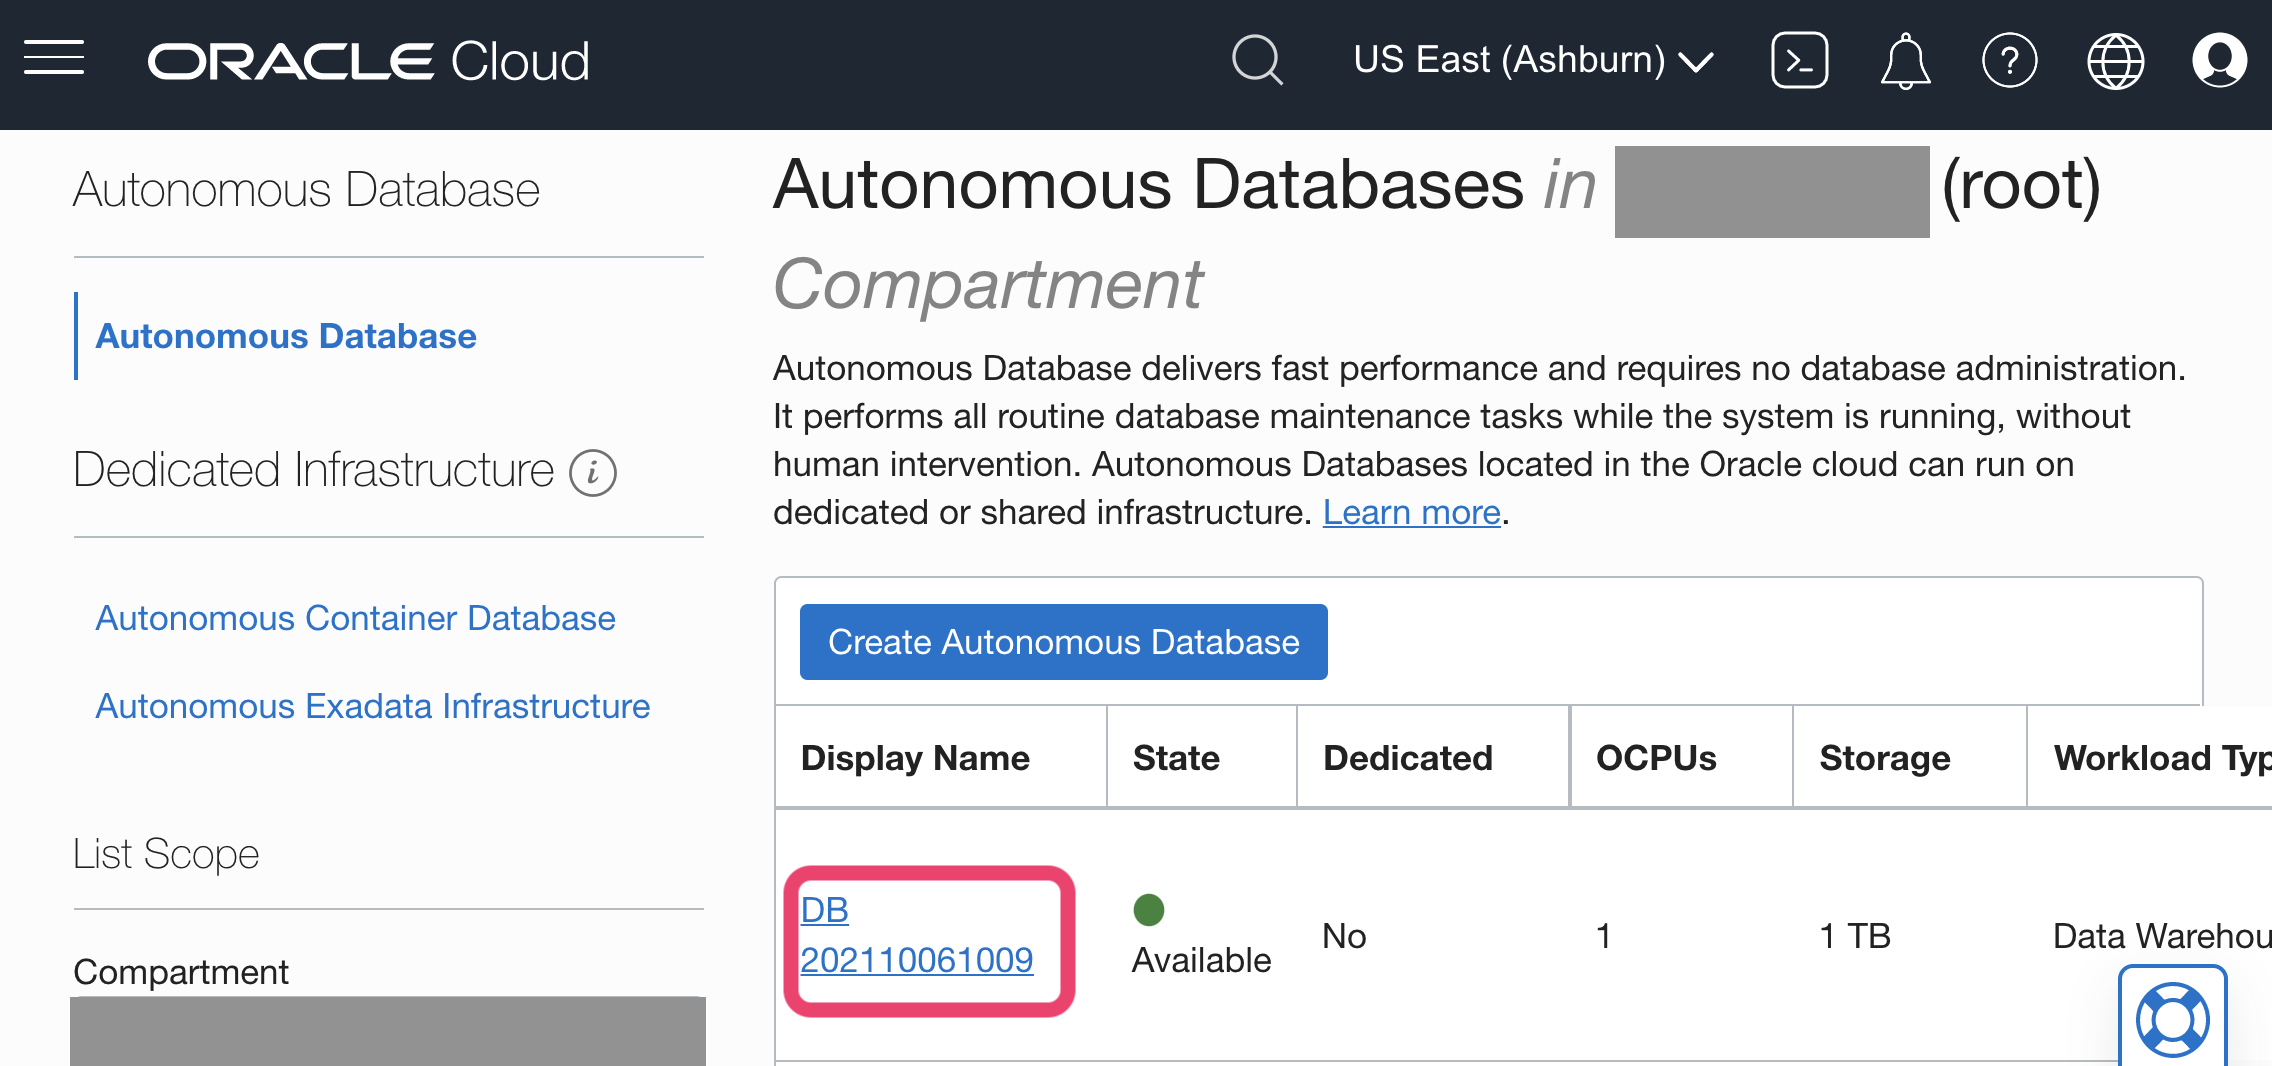 ORACLE Cloud
US East (Ashburn)
Autonomous Database
Autonomous Database
Dedicated Infrastructure
Autonomous Container Database
Autonomous Exadata Infrastructure
List Scope
Compartment
Autonomous Databases in (root)
Compartment
Autonomous Database delivers fast performance and requires no database administration.
It performs all routine database maintenance tasks while the system is running, without
human intervention. Autonomous Databases located in the Oracle cloud can run on
dedicated or shared infrastructure. Learn more.
Create Autonomous Database
Display Name State Dedicated OCPUs Storage Workload Typ
DB
202110061009
Available
No 1 1 TB Data Warehou